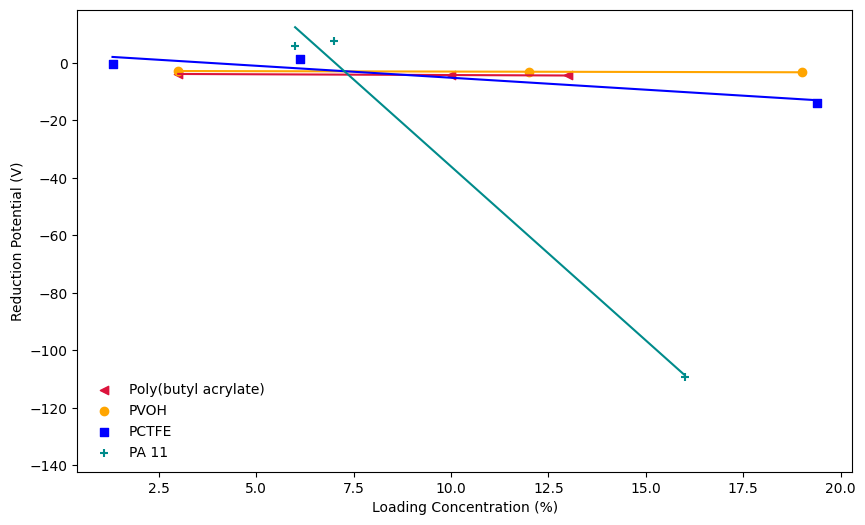 0
−20
−40
−60
−80
−100
−120
−140
Reduction Potential (V)
Poly(butyl acrylate)
PVOH
PCTFE
PA 11
2.5
5.0
7.5
10.0
12.5
15.0
17.5
20.0
Loading Concentration (%)